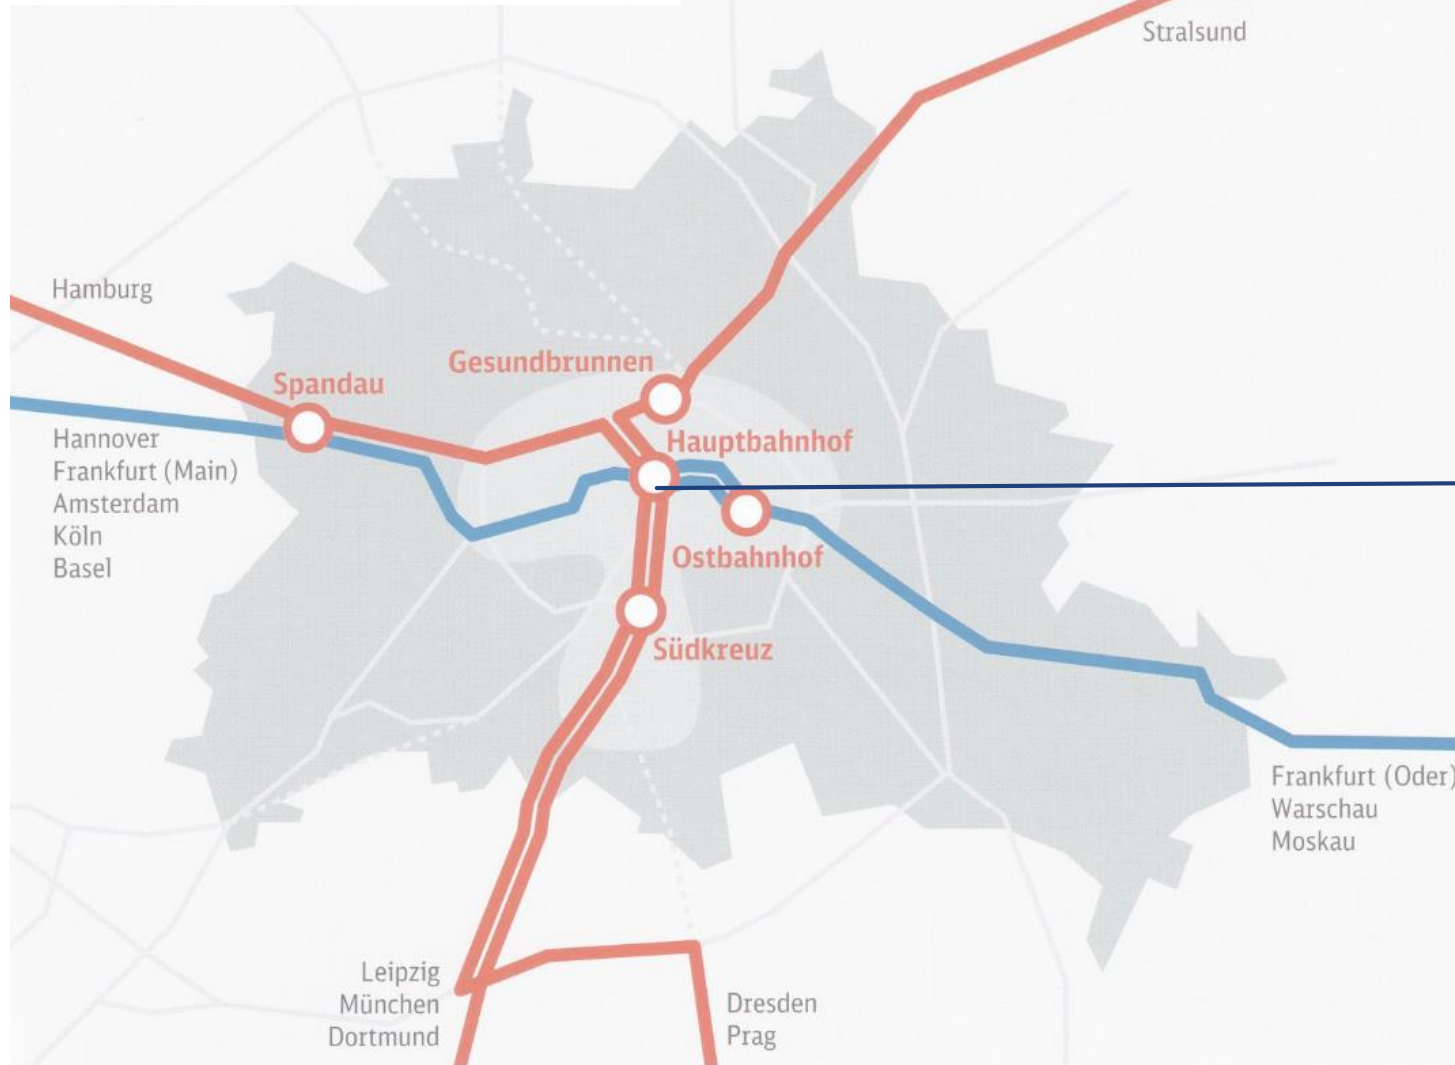 Stralsund
Hamburg
Gesundbrunnen
Spandau
Hannover
Frankfurt (Main)
Amsterdam
Köln
Basel
Hauptbahnhof
Ostbahnhof
Südkreuz
Frankfurt (Oder)
Warschau
Moskau
Leipzig
München
Dortmund
Dresden
Prag